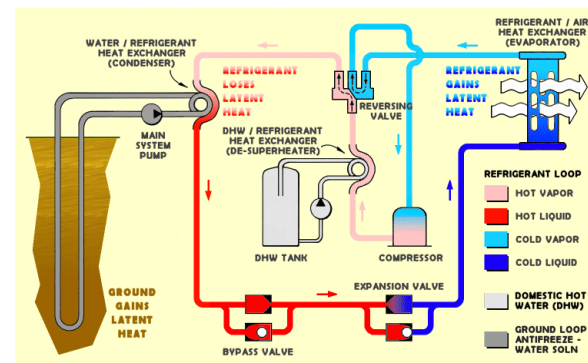 WATER / REFRIGERANT
HEAT EXCHANGER
(CONDENSER)
REFRIGERANT
LOSES
LATENT
HEAT
REFRIGERANT / AIR
HEAT EXCHANGER
(EVAPORATOR)
REFRIGERANT
GAINS
LATENT
HEAT
REVERSING
VALVE
MAIN
SYSTEM
PUMP
DHW / REFRIGERANT
HEAT EXCHANGER
(DE-SUPERHEATER)
DHW TANK
COMPRESSOR
REFRIGERANT LOOP
HOT VAPOR
HOT LIQUID
COLD VAPOR
COLD LIQUID
DOMESTIC HOT
WATER (DHW)
GROUND LOOP
ANTIFREEZE -
WATER SOLN
EXPANSION VALVE
BYPASS VALVE
GROUND
GAINS
LATENT
HEAT